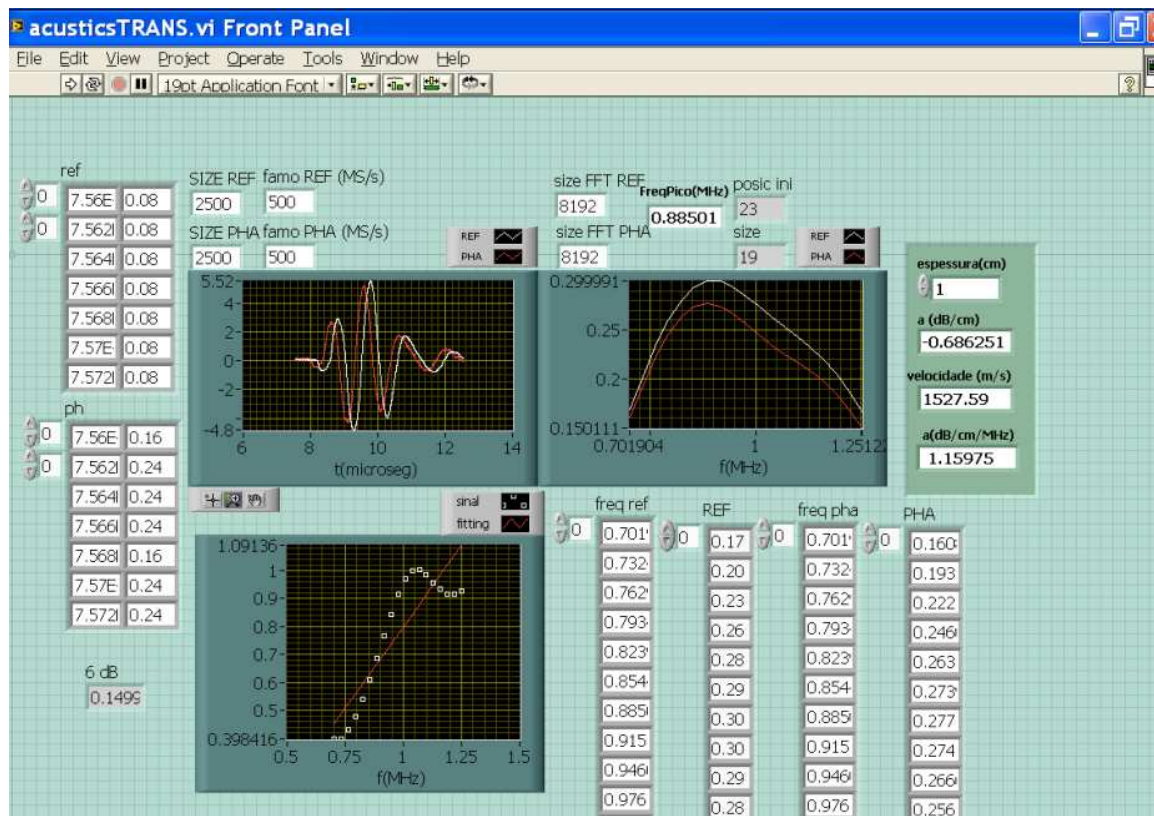 acusticsTRANS.vi Front Panel
File Edit View Project Operate Tools Window Help
19pt Application Font
ref
0
0
7.56E 0.08
7.562 0.08
7.564 0.08
7.566 0.08
7.568 0.08
7.57E 0.08
7.572 0.08
SIZE REF famo REF (MS/s)
2500 500
SIZE PHA famo PHA (MS/s)
2500 500
REF
PHA
size FFT REF FreqPico(MHz) posic ini
8192 0.88501 23
size FFT PHA size
8192 19
REF
PHA
5.52
4
2
0
-2
-4.8
6 8 10 12 14
t(microseg)
0.299991
0.25
0.2
0.150111
0.701904 1 1.2512
f(MHz)
espessura(cm)
1
a (dB/cm)
-0.686251
velocidade (m/s)
1527.59
a(dB/cm/MHz)
1.15975
ph
0
0
7.56E 0.16
7.562 0.24
7.564 0.24
7.566 0.24
7.568 0.16
7.57E 0.24
7.572 0.24
6 dB
0.1499
sinal
fitting
1.09136
1
0.9
0.8
0.7
0.6
0.5
0.398416
0.5 0.75 1 1.25 1.5
f(MHz)
freq ref REF freq pha PHA
0 0.701 0 0.17 0 0.701 0 0.160
0.732 0.20 0.732 0.193
0.762 0.23 0.762 0.222
0.793 0.26 0.793 0.246
0.823 0.28 0.823 0.263
0.854 0.29 0.854 0.273
0.885 0.30 0.885 0.277
0.915 0.30 0.915 0.274
0.946 0.29 0.946 0.266
0.976 0.28 0.976 0.256